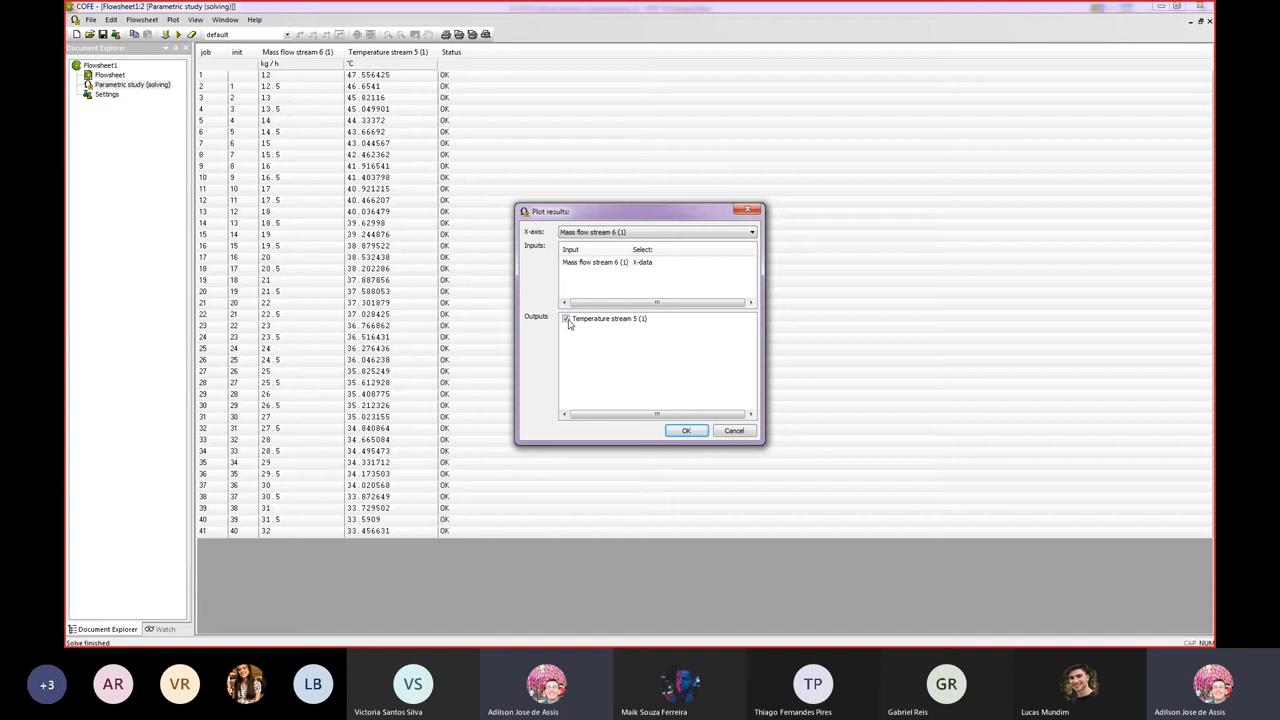 COFE - [Flowsheet1:2 [Parametric study (solving)]]
File Edit Flowsheet Plot View Window Help
default
Document Explorer
Flowsheet1
Flowsheet
Parametric study (solving)
Settings
job init Mass flow stream 6 (1) Temperature stream 5 (1) Status
kg / h °C
1 12 47.556425 OK
2 1 12.5 46.6541 OK
3 2 13 45.82116 OK
4 3 13.5 45.049901 OK
5 4 14 44.33372 OK
6 5 14.5 43.66692 OK
7 6 15 43.044567 OK
8 7 15.5 42.462362 OK
9 8 16 41.916541 OK
10 9 16.5 41.403798 OK
11 10 17 40.921215 OK
12 11 17.5 40.466207 OK
13 12 18 40.036479 OK
14 13 18.5 39.62998 OK
15 14 19 39.244876 OK
16 15 19.5 38.879522 OK
17 16 20 38.532438 OK
18 17 20.5 38.202286 OK
19 18 21 37.887856 OK
20 19 21.5 37.588053 OK
21 20 22 37.301879 OK
22 21 22.5 37.028425 OK
23 22 23 36.766862 OK
24 23 23.5 36.516431 OK
25 24 24 36.276436 OK
26 25 24.5 36.046238 OK
27 26 25 35.825249 OK
28 27 25.5 35.612928 OK
29 28 26 35.408775 OK
30 29 26.5 35.212326 OK
31 30 27 35.023155 OK
32 31 27.5 34.840864 OK
33 32 28 34.665084 OK
34 33 28.5 34.495473 OK
35 34 29 34.331712 OK
36 35 29.5 34.173503 OK
37 36 30 34.020568 OK
38 37 30.5 33.872649 OK
39 38 31 33.729502 OK
40 39 31.5 33.5909 OK
41 40 32 33.456631 OK
Plot results:
X-axis: Mass flow stream 6 (1)
Inputs:
Input Select:
Mass flow stream 6 (1) X-data
Outputs
Temperature stream 5 (1)
OK Cancel
Document Explorer Watch
Solve finished
CAP NUM
+3 AR VR LB VS TP GR
Victoria Santos Silva Adilson Jose de Assis Maik Souza Ferreira Thiago Fernandes Pires Gabriel Reis Lucas Mundim Adilson Jose de Assis